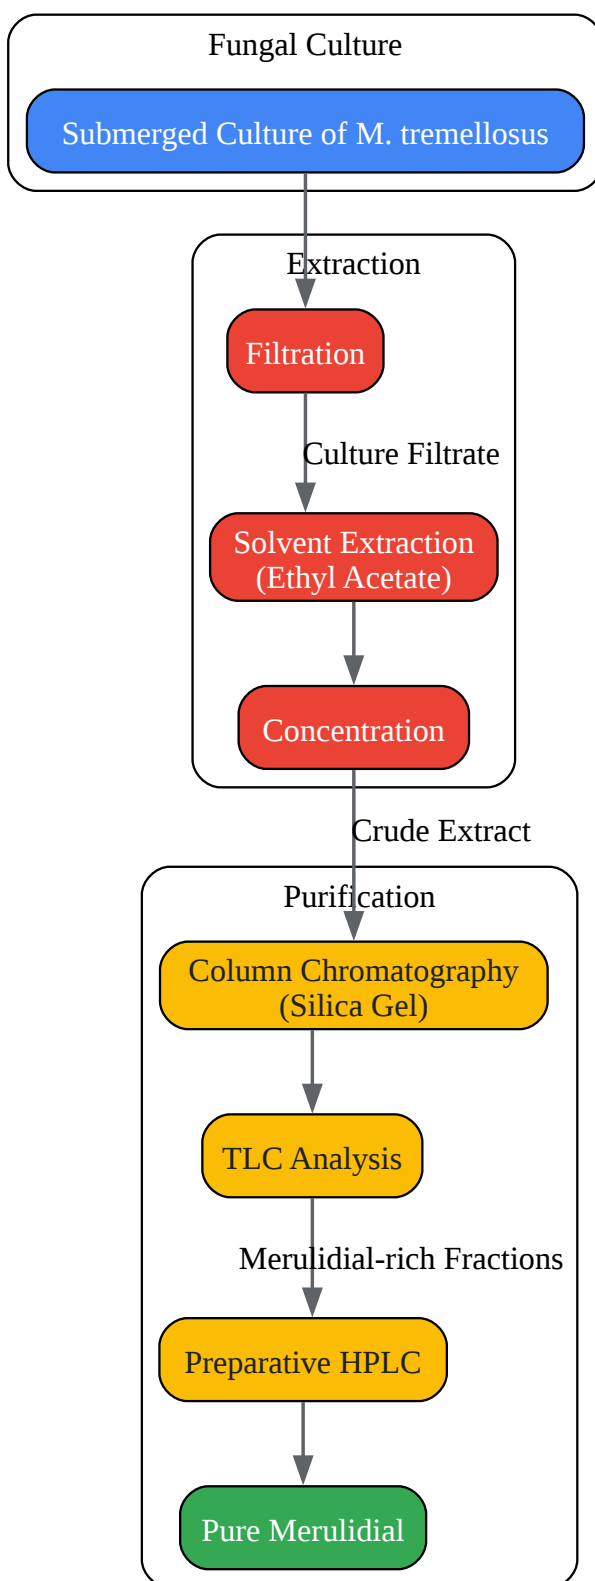 Fungal Culture
Submerged Culture of M. tremellosus
Extraction
Filtration
Culture Filtrate
Solvent Extraction
(Ethyl Acetate)
Concentration
Crude Extract
Purification
Column Chromatography
(Silica Gel)
TLC Analysis
Merulidial-rich Fractions
Preparative HPLC
Pure Merulidial